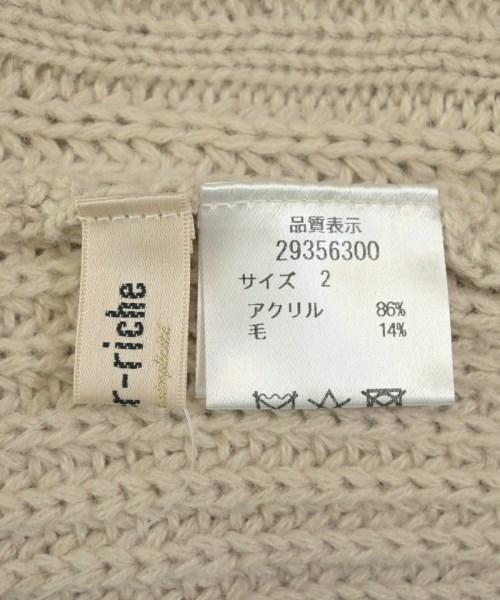 r-riche
品質表示
29356300
サイズ 2
アクリル 86%
毛 14%